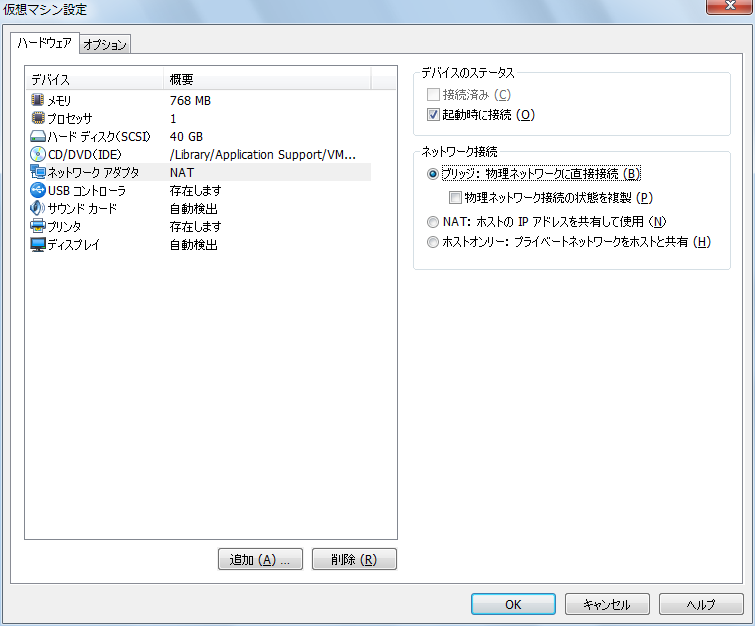 仮想マシン設定
ハードウェア オプション
デバイス 概要
メモリ 768 MB
プロセッサ 1
ハード ディスク(SCSI) 40 GB
CD/DVD(IDE) /Library/Application Support/VM...
ネットワーク アダプタ NAT
USB コントローラ 存在します
サウンド カード 自動検出
プリンタ 存在します
ディスプレイ 自動検出
追加 (A) ... 削除 (R)
デバイスのステータス
接続済み (C)
起動時に接続 (O)
ネットワーク接続
ブリッジ: 物理ネットワークに直接接続 (B)
物理ネットワーク接続の状態を複製 (P)
NAT: ホストの IP アドレスを共有して使用 (N)
ホストオンリー: プライベートネットワークをホストと共有 (H)
OK キャンセル ヘルプ